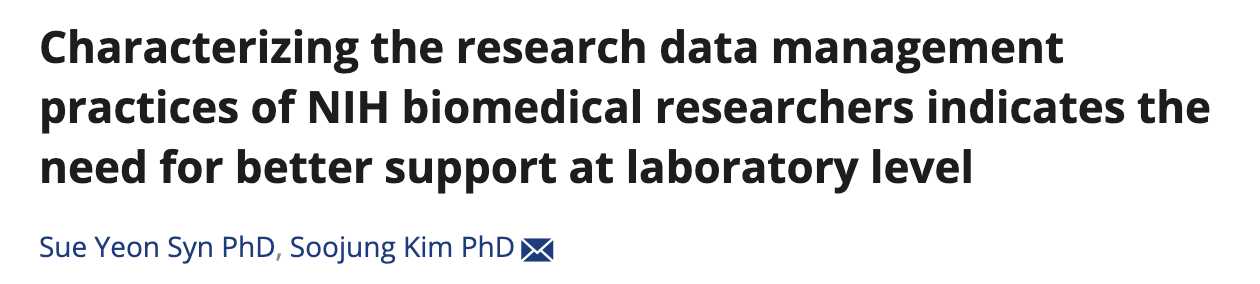 Characterizing the research data management
practices of NIH biomedical researchers indicates the
need for better support at laboratory level
Sue Yeon Syn PhD, Soojung Kim PhD